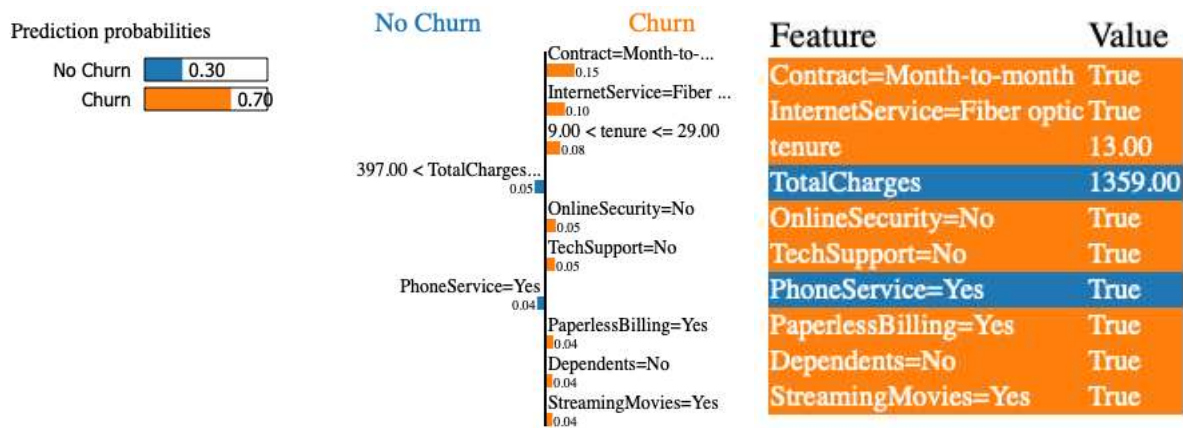 Prediction probabilities
No Churn 0.30
Churn 0.70
No Churn Churn
Contract=Month-to-...
0.15
InternetService=Fiber ...
0.10
9.00 < tenure <= 29.00
0.08
397.00 < TotalCharges...
0.05
OnlineSecurity=No
0.05
TechSupport=No
0.05
PhoneService=Yes
0.04
PaperlessBilling=Yes
0.04
Dependents=No
0.04
StreamingMovies=Yes
0.04
Feature Value
Contract=Month-to-month True
InternetService=Fiber optic True
tenure 13.00
TotalCharges 1359.00
OnlineSecurity=No True
TechSupport=No True
PhoneService=Yes True
PaperlessBilling=Yes True
Dependents=No True
StreamingMovies=Yes True